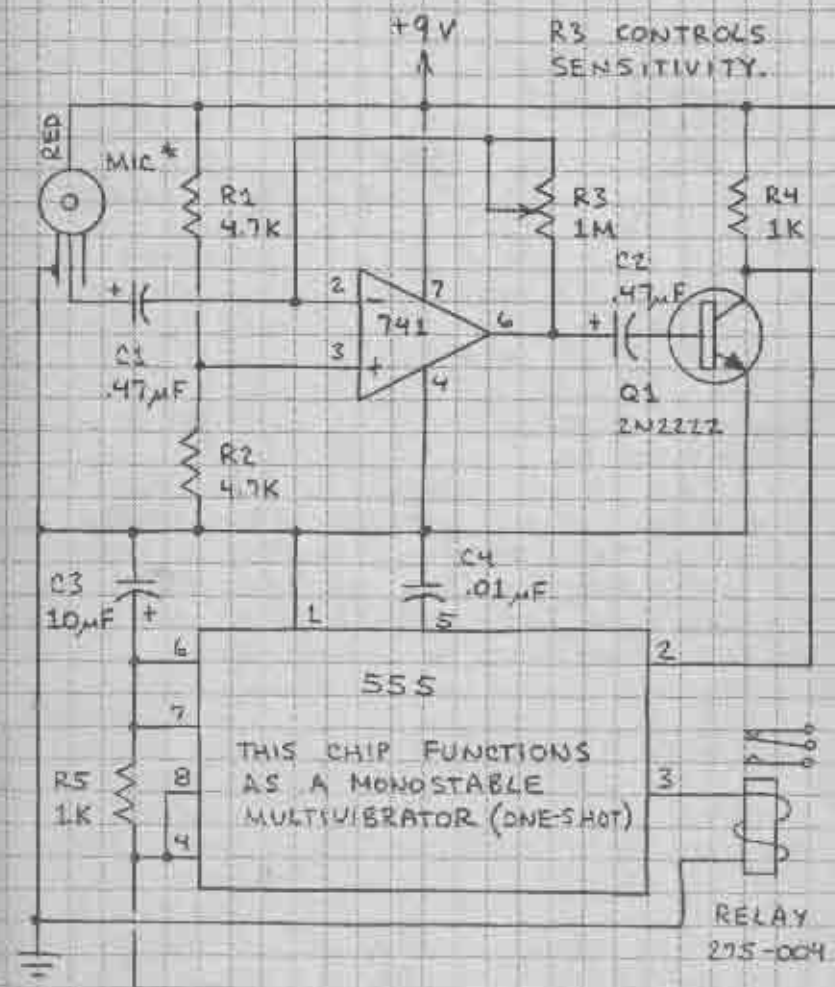 +9V
R3 CONTROLS
SENSITIVITY.
RED
MIC*
R1
4.7K
R3
1M
R4
1K
C2
.47µF
+
2
-
7
741
6
+
3
+
4
C1
.47µF
Q1
2N2222
R2
4.7K
C3
10µF
+
C4
.01µF
1
5
6
2
555
7
THIS CHIP FUNCTIONS
AS A MONOSTABLE
MULTIVIBRATOR (ONE-SHOT)
8
3
R5
1K
4
RELAY
275-004